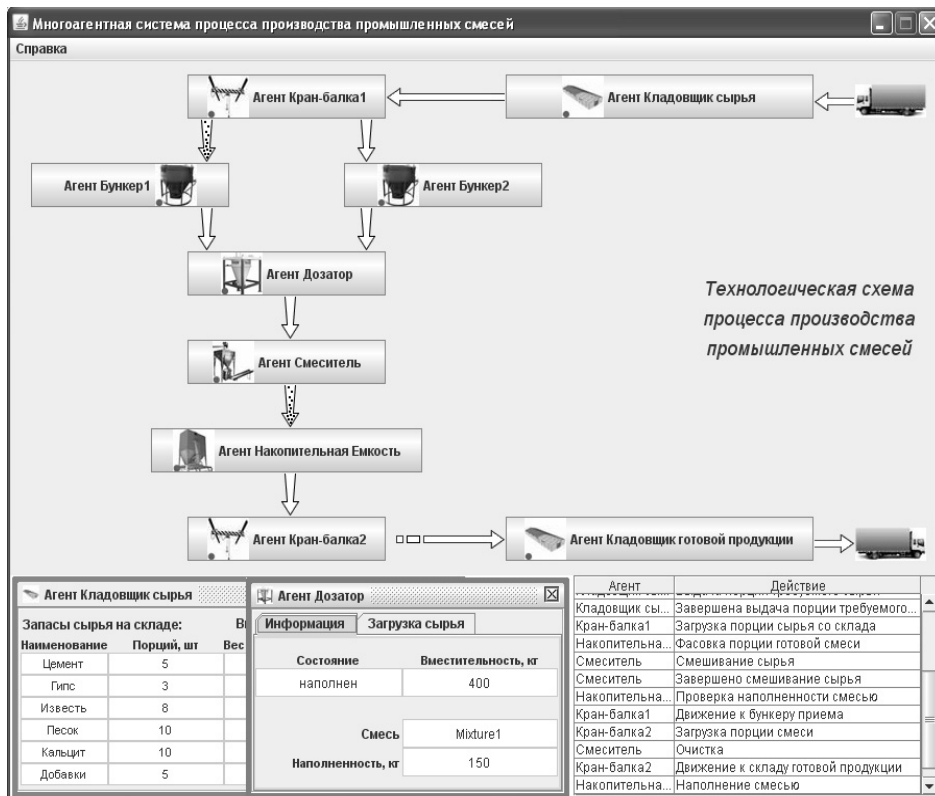 Многоагентная система процесса производства промышленных смесей
Справка
Агент Кран-балка1
Агент Кладовщик сырья
Агент Бункер1
Агент Бункер2
Агент Дозатор
Технологическая схема
процесса производства
промышленных смесей
Агент Смеситель
Агент Накопительная Емкость
Агент Кран-балка2
Агент Кладовщик готовой продукции
Агент Кладовщик сырья
Запасы сырья на складе:
Наименование Порций, шт Вес
Цемент 5
Гипс 3
Известь 8
Песок 10
Кальцит 10
Добавки 5
Агент Дозатор
Информация Загрузка сырья
Состояние Вместительность, кг
наполнен 400
Смесь Mixture1
Наполненность, кг 150
Агент Действие
Кладовщик сы... Завершена выдача порции требуемого...
Кран-балка1 Загрузка порции сырья со склада
Накопительна... Фасовка порции готовой смеси
Смеситель Смешивание сырья
Смеситель Завершено смешивание сырья
Накопительна... Проверка наполненности смесью
Кран-балка1 Движение к бункеру приема
Кран-балка2 Загрузка порции смеси
Смеситель Очистка
Кран-балка2 Движение к складу готовой продукции
Накопительна... Наполнение смесью